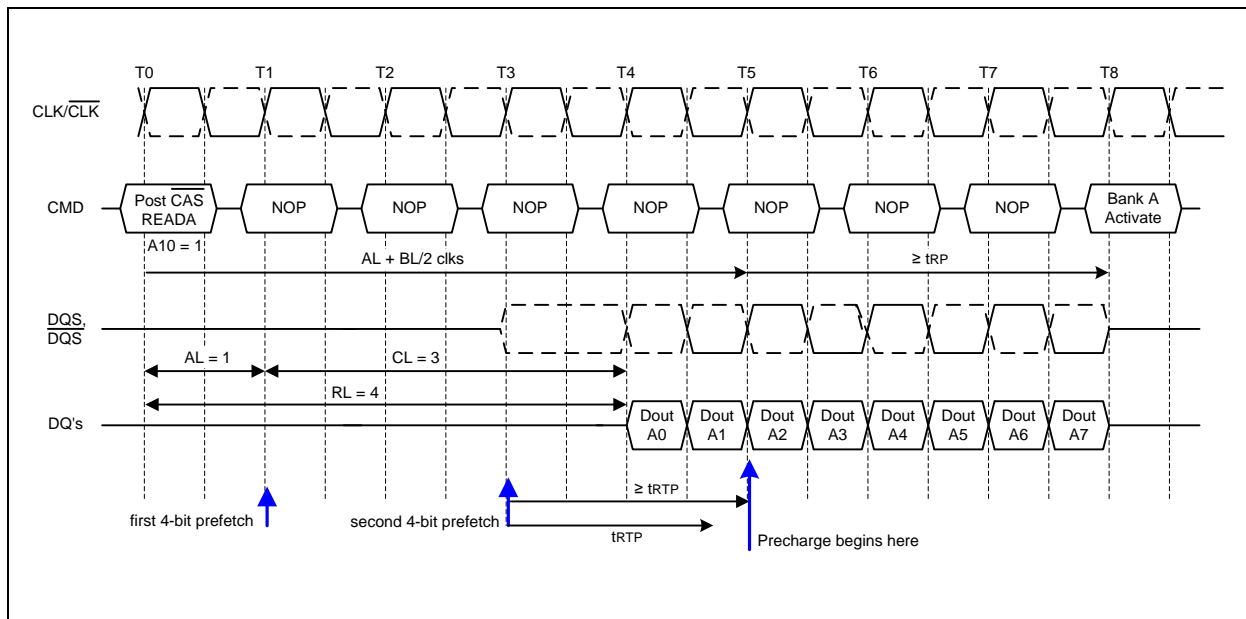 T0 T1 T2 T3 T4 T5 T6 T7 T8
CLK/CLK
CMD
Post CAS
READA
NOP NOP NOP NOP NOP NOP NOP
Bank A
Activate
A10 = 1
AL + BL/2 clks
≥ tRP
DQS,
DQS
AL = 1
CL = 3
RL = 4
DQ's
Dout Dout Dout Dout Dout Dout Dout Dout
A0 A1 A2 A3 A4 A5 A6 A7
≥ tRTP
first 4-bit prefetch
second 4-bit prefetch
tRTP
Precharge begins here